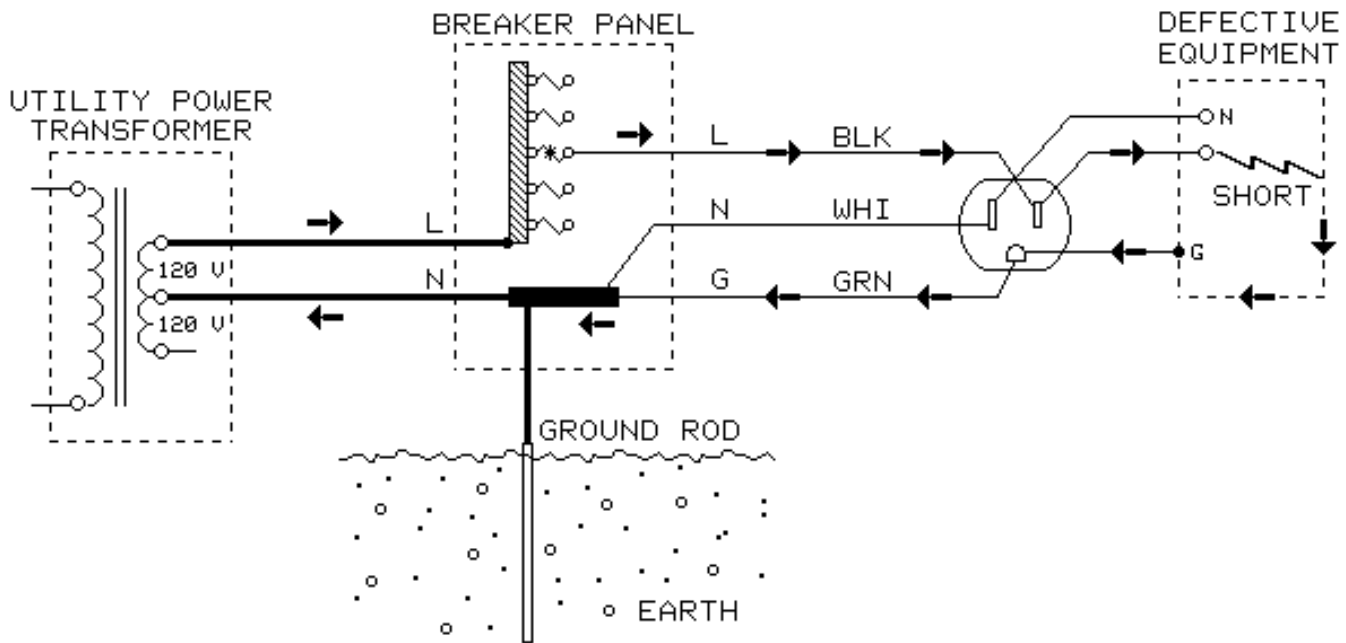 BREAKER PANEL
DEFECTIVE
EQUIPMENT
UTILITY POWER
TRANSFORMER
L
BLK
N
SHORT
L
N
WHI
120 V
N
G
GRN
G
120 V
GROUND ROD
EARTH